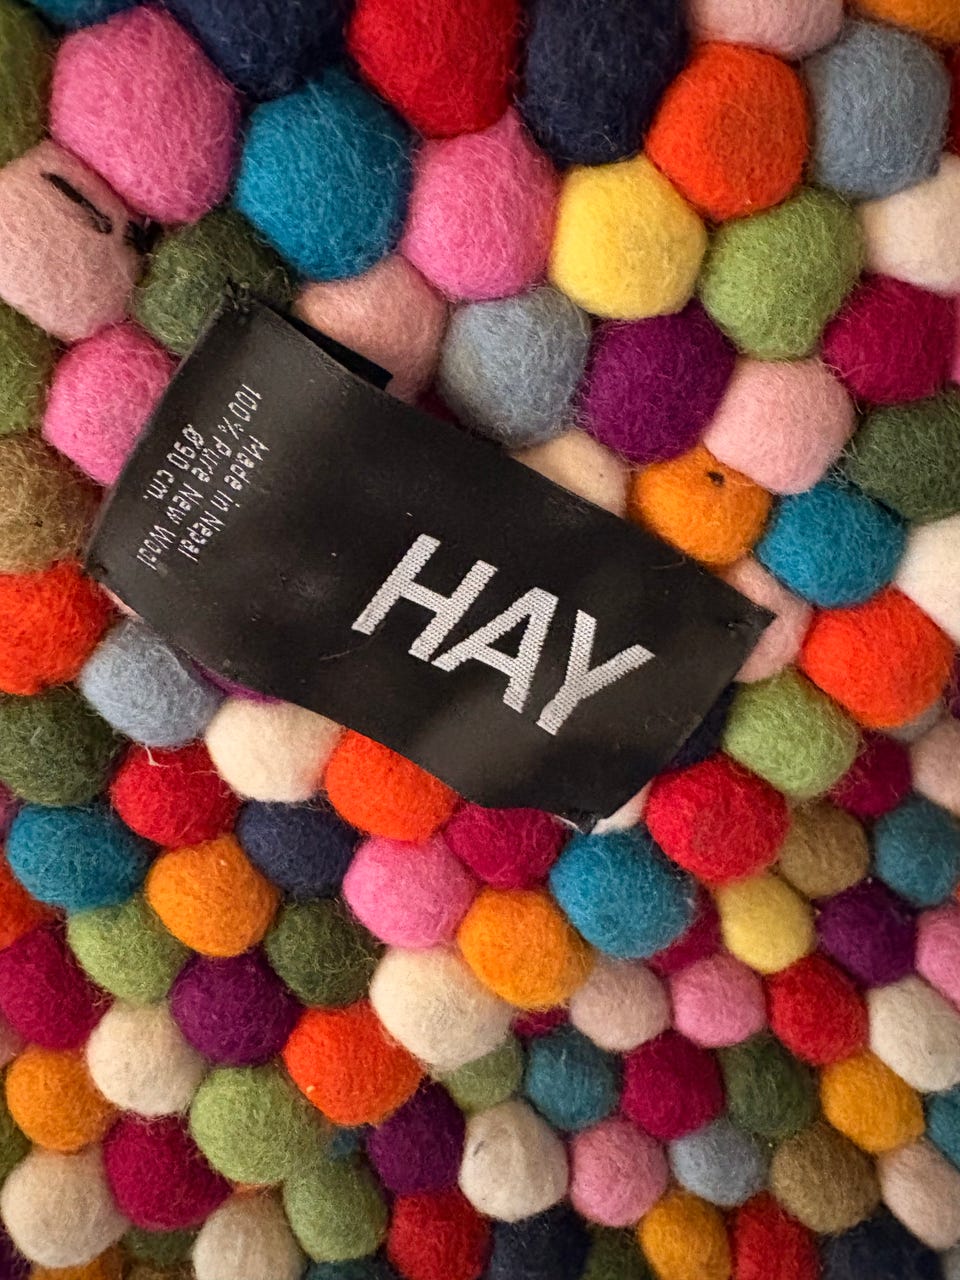 HAY
Ø90 cm.
100% Pure New Wool
Made in Nepal